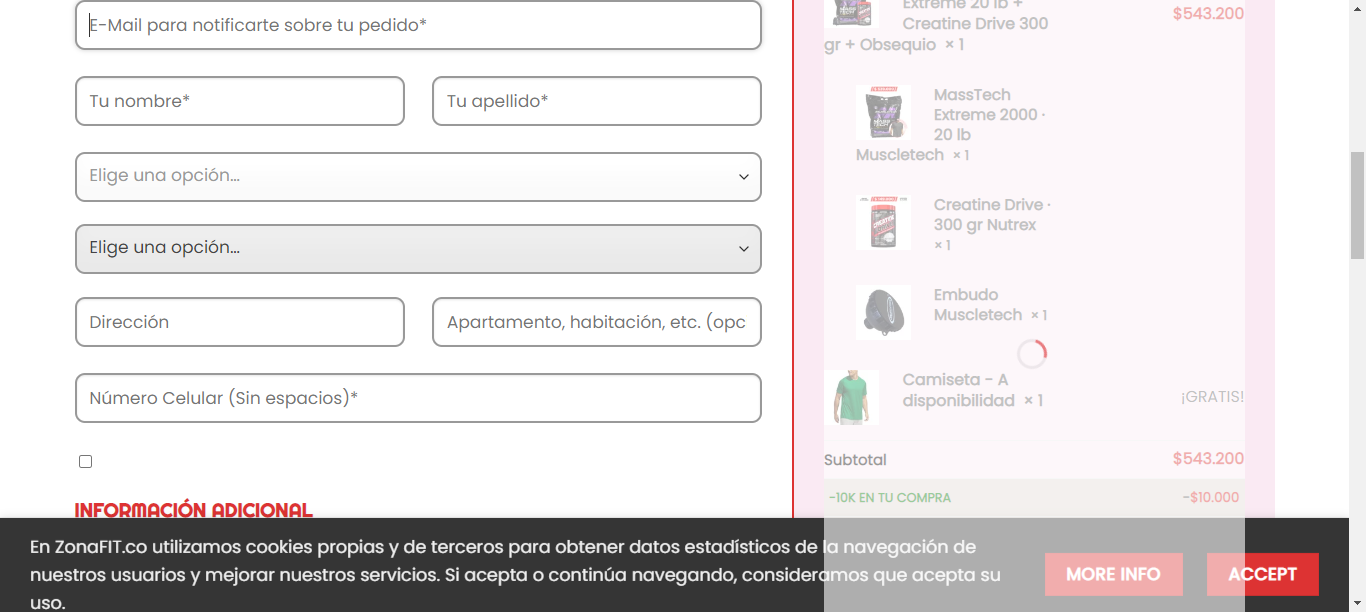 E-Mail para notificarte sobre tu pedido*
Tu nombre*
Tu apellido*
Elige una opción...
Elige una opción...
Dirección
Apartamento, habitación, etc. (opc
Número Celular (Sin espacios)*
INFORMACIÓN ADICIONAL
Extreme 20 lb +
Creatine Drive 300
gr + Obsequio × 1
$543.200
MassTech
Extreme 2000 ·
20 lb
Muscletech × 1
Creatine Drive ·
300 gr Nutrex
× 1
Embudo
Muscletech × 1
Camiseta - A
disponibilidad × 1
¡GRATIS!
Subtotal
$543.200
-10K EN TU COMPRA
-$10.000
En ZonaFIT.co utilizamos cookies propias y de terceros para obtener datos estadísticos de la navegación de
nuestros usuarios y mejorar nuestros servicios. Si acepta o continúa navegando, consideramos que acepta su
uso.
MORE INFO
ACCEPT